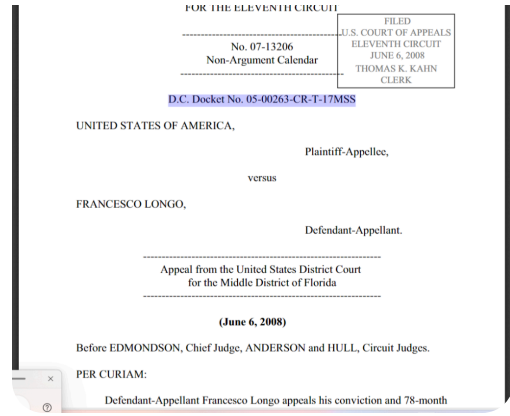 FOR THE ELEVENTH CIRCUIT
FILED
U.S. COURT OF APPEALS
ELEVENTH CIRCUIT
JUNE 6, 2008
THOMAS K. KAHN
CLERK
No. 07-13206
Non-Argument Calendar
D.C. Docket No. 05-00263-CR-T-17MSS
UNITED STATES OF AMERICA,
Plaintiff-Appellee,
versus
FRANCESCO LONGO,
Defendant-Appellant.
Appeal from the United States District Court
for the Middle District of Florida
(June 6, 2008)
Before EDMONDSON, Chief Judge, ANDERSON and HULL, Circuit Judges.
PER CURIAM:
Defendant-Appellant Francesco Longo appeals his conviction and 78-month